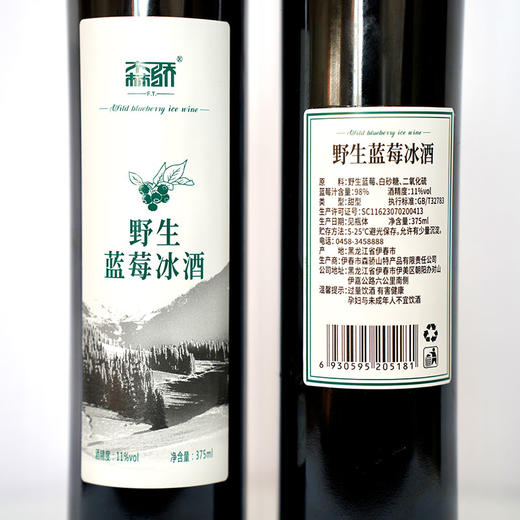 森骄®
F.T.
Wild blueberry ice wine
野生
蓝莓冰酒
酒精度：11%vol
净含量：375ml
Wild blueberry ice wine
野生蓝莓冰酒
原　　料：野生蓝莓、白砂糖、二氧化硫
蓝莓汁含量：98%　酒精度：11%vol
类　　型：甜型　执行标准：GB/T32783
生产许可证号：SC11623070200413
生产日期：见瓶体　净含量：375ml
贮存方法：5-25℃避光保存，允许有少量沉淀。
电　　话：0458-3458888
产　　地：黑龙江省伊春市
生产商：伊春市森骄山特产品有限责任公司
公司地址：黑龙江省伊春市伊美区朝阳办对山
伊嘉公路六公里南侧
温馨提示：过量饮酒 有害健康
孕妇与未成年人不宜饮酒
6 930595 205181